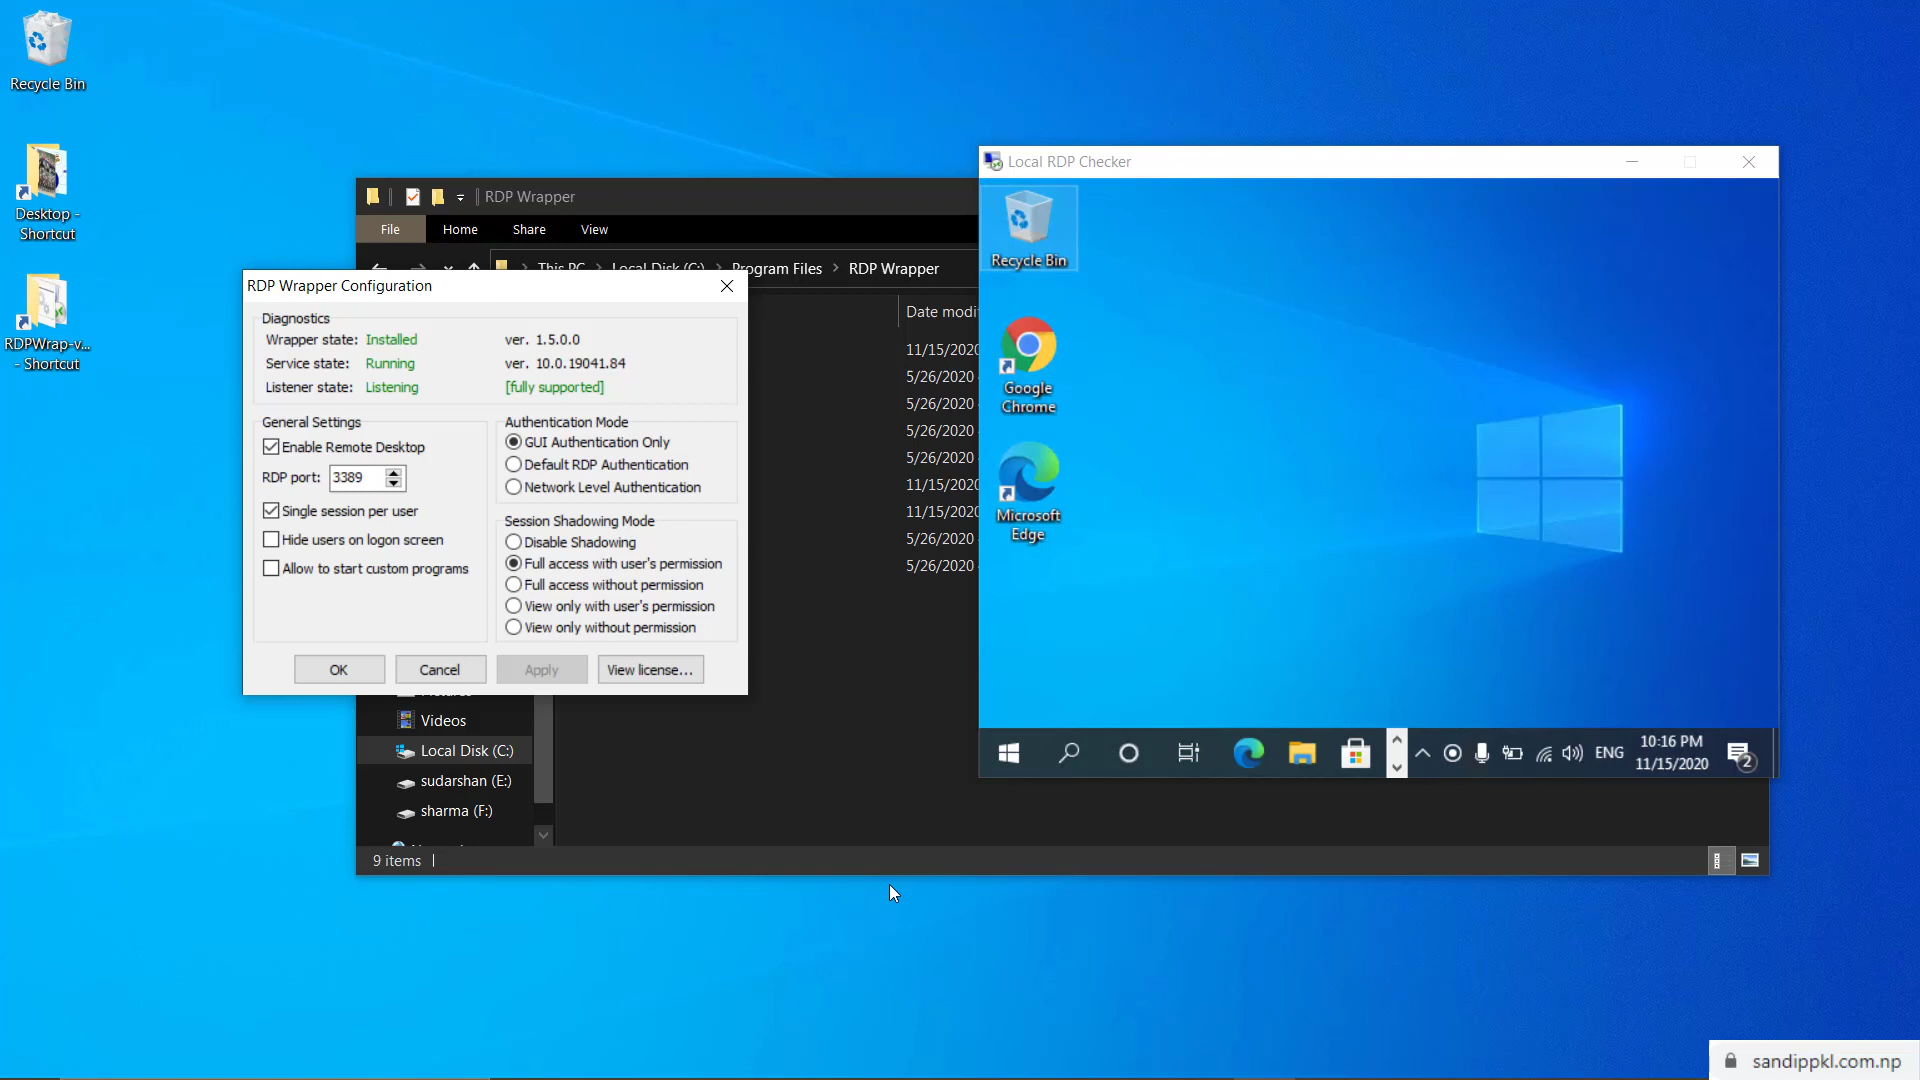 Recycle Bin
Desktop -
Shortcut
RDPWrap-v...
- Shortcut
RDP Wrapper
File
Home
Share
View
This PC
Local Disk (C:)
Program Files
RDP Wrapper
RDP Wrapper Configuration
Diagnostics
Wrapper state: Installed ver. 1.5.0.0
Service state: Running ver. 10.0.19041.84
Listener state: Listening [fully supported]
General Settings
Enable Remote Desktop
RDP port: 3389
Single session per user
Hide users on logon screen
Allow to start custom programs
Authentication Mode
GUI Authentication Only
Default RDP Authentication
Network Level Authentication
Session Shadowing Mode
Disable Shadowing
Full access with user's permission
Full access without permission
View only with user's permission
View only without permission
OK
Cancel
Apply
View license...
Date modi
11/15/2020
5/26/2020
5/26/2020
5/26/2020
5/26/2020
11/15/2020
11/15/2020
5/26/2020
5/26/2020
Videos
Local Disk (C:)
sudarshan (E:)
sharma (F:)
9 items
Local RDP Checker
Recycle Bin
Google
Chrome
Microsoft
Edge
ENG
10:16 PM
11/15/2020
2
sandippkl.com.np